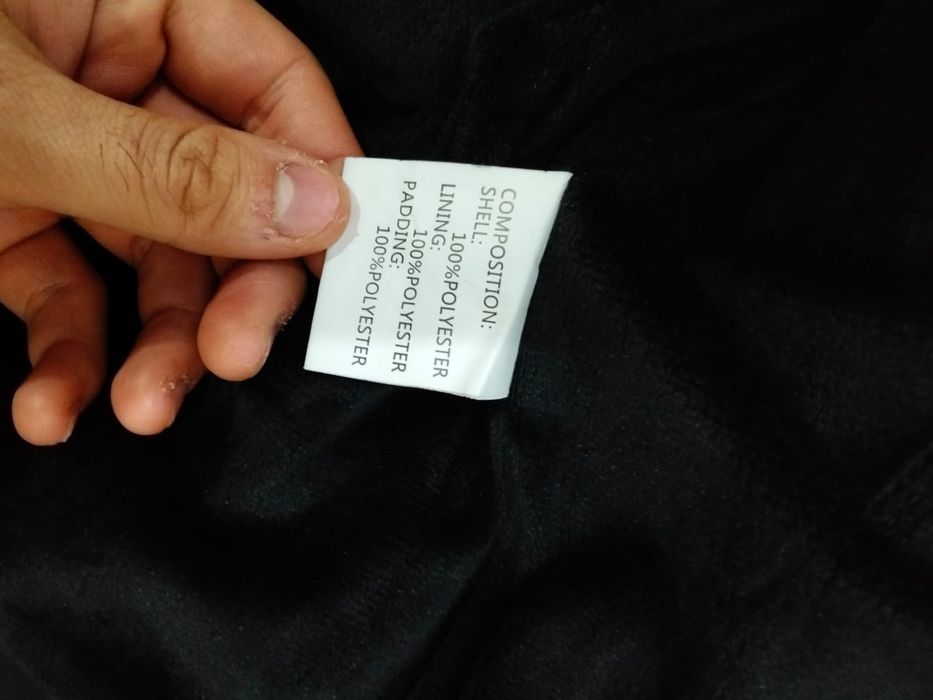 COMPOSITION:
SHELL:
100%POLYESTER
LINING:
100%POLYESTER
PADDING:
100%POLYESTER